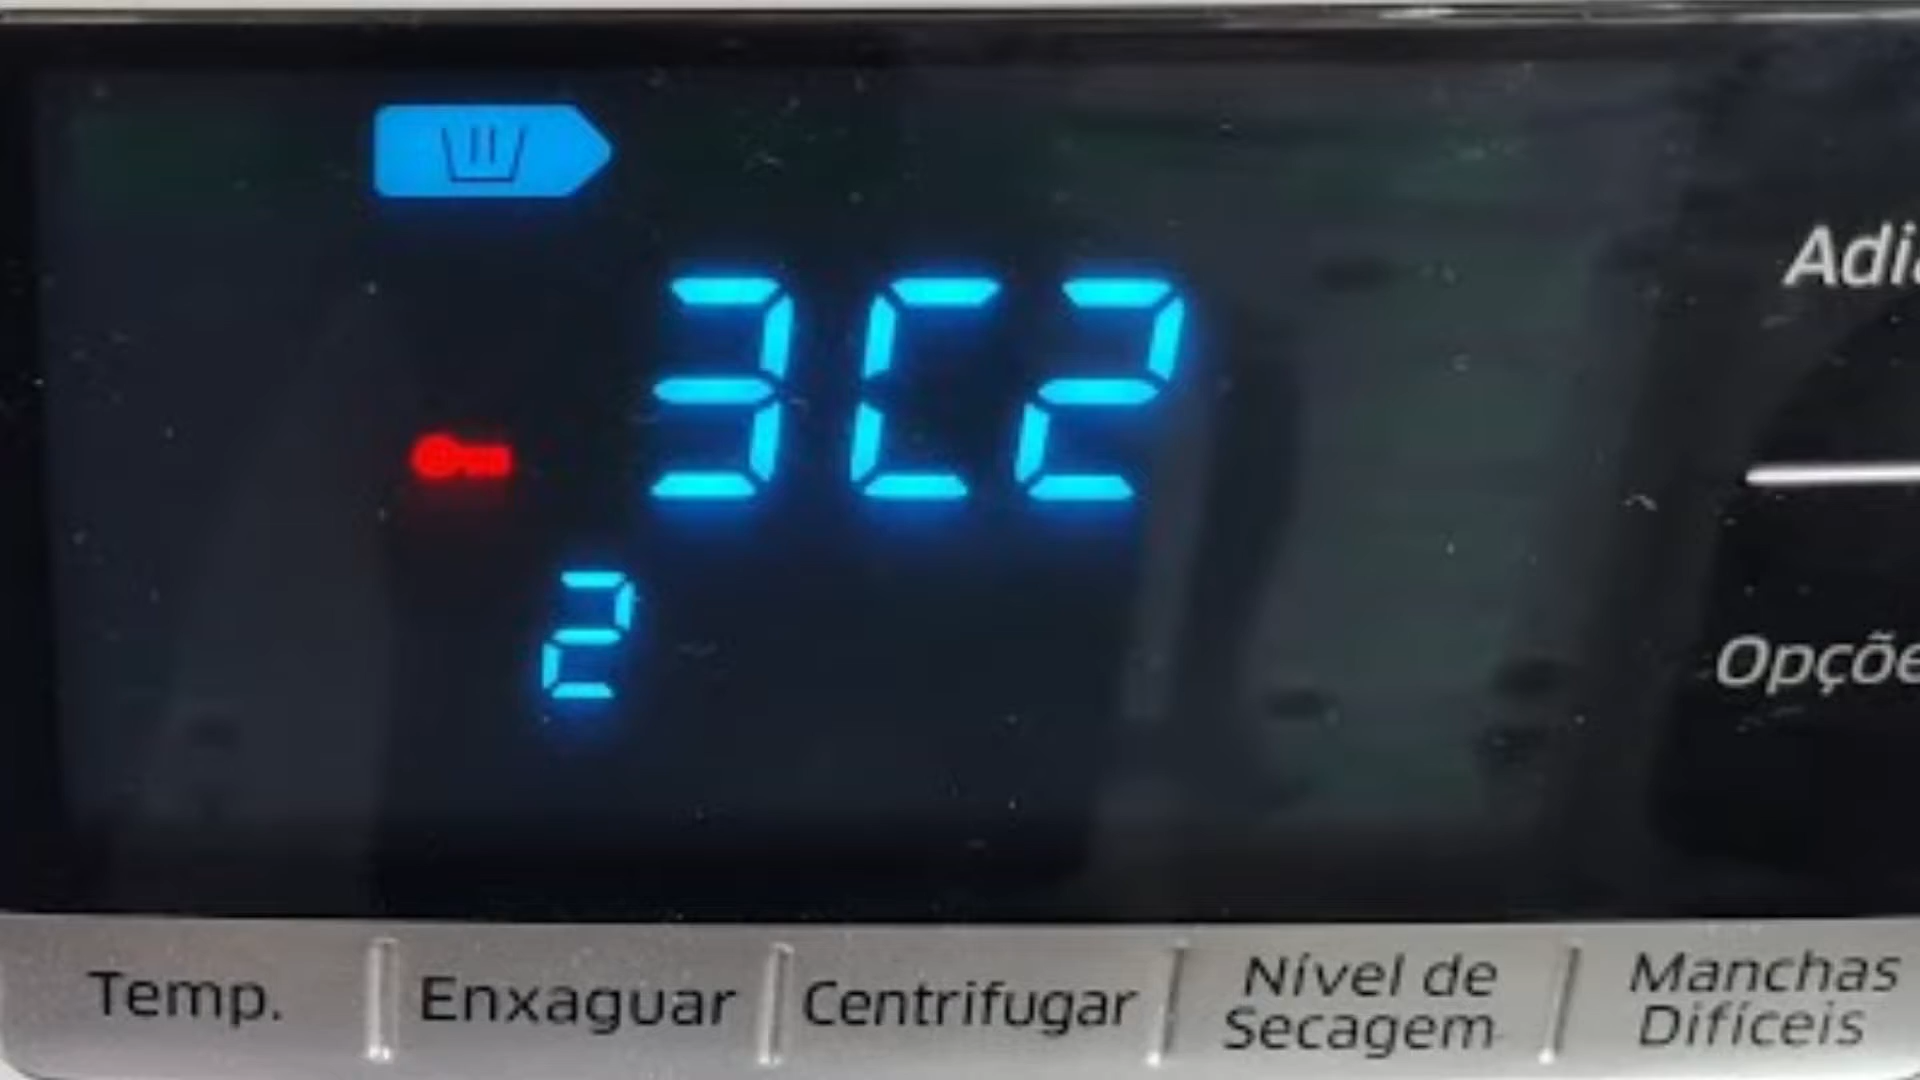 3C2
Adi
2
Opçõe
Temp.
Enxaguar
Centrifugar
Nível de
Secagem
Manchas
Difíceis